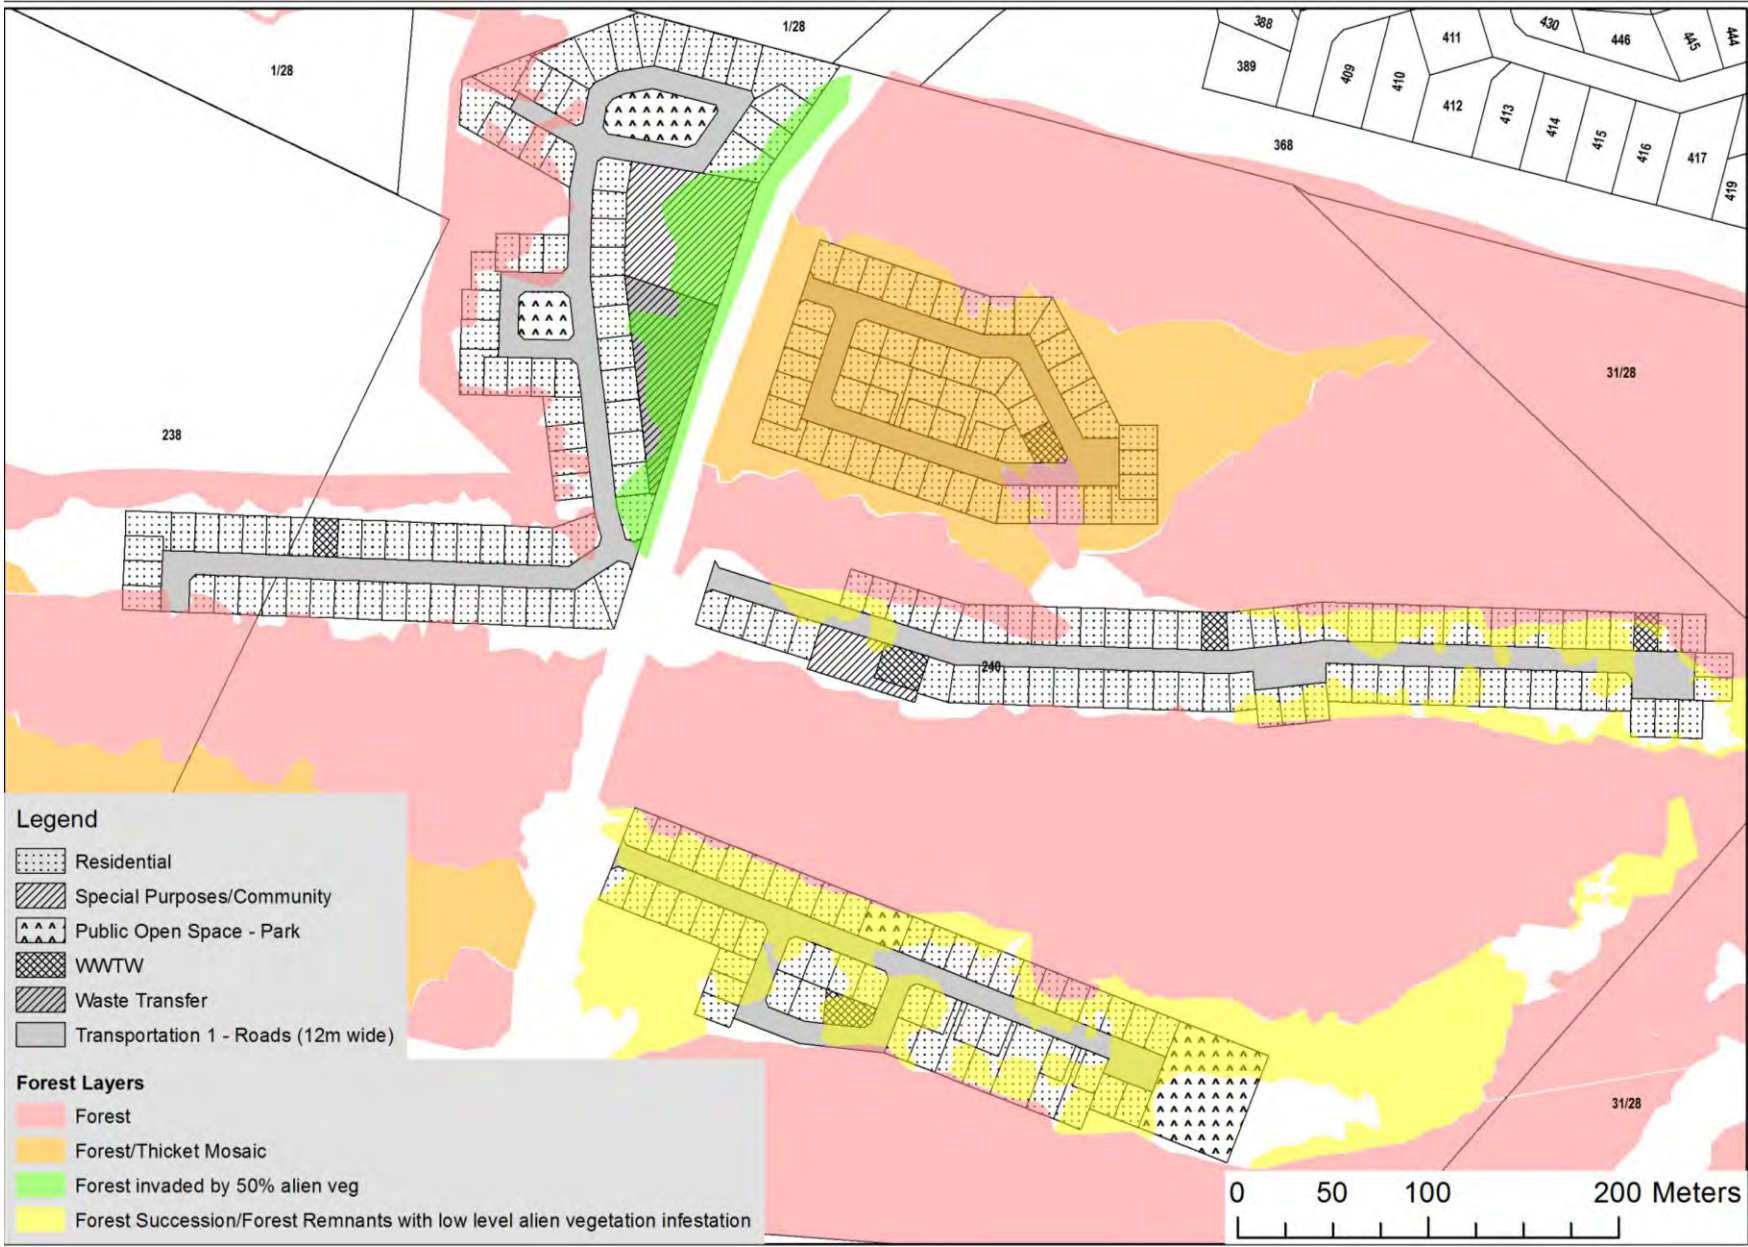 1/28
1/28
388
389
409
410
411
430
446
445
444
412
413
414
415
416
417
419
368
31/28
238
240
31/28
Legend
Residential
Special Purposes/Community
Public Open Space - Park
WWTW
Waste Transfer
Transportation 1 - Roads (12m wide)
Forest Layers
Forest
Forest/Thicket Mosaic
Forest invaded by 50% alien veg
Forest Succession/Forest Remnants with low level alien vegetation infestation
0 50 100 200 Meters